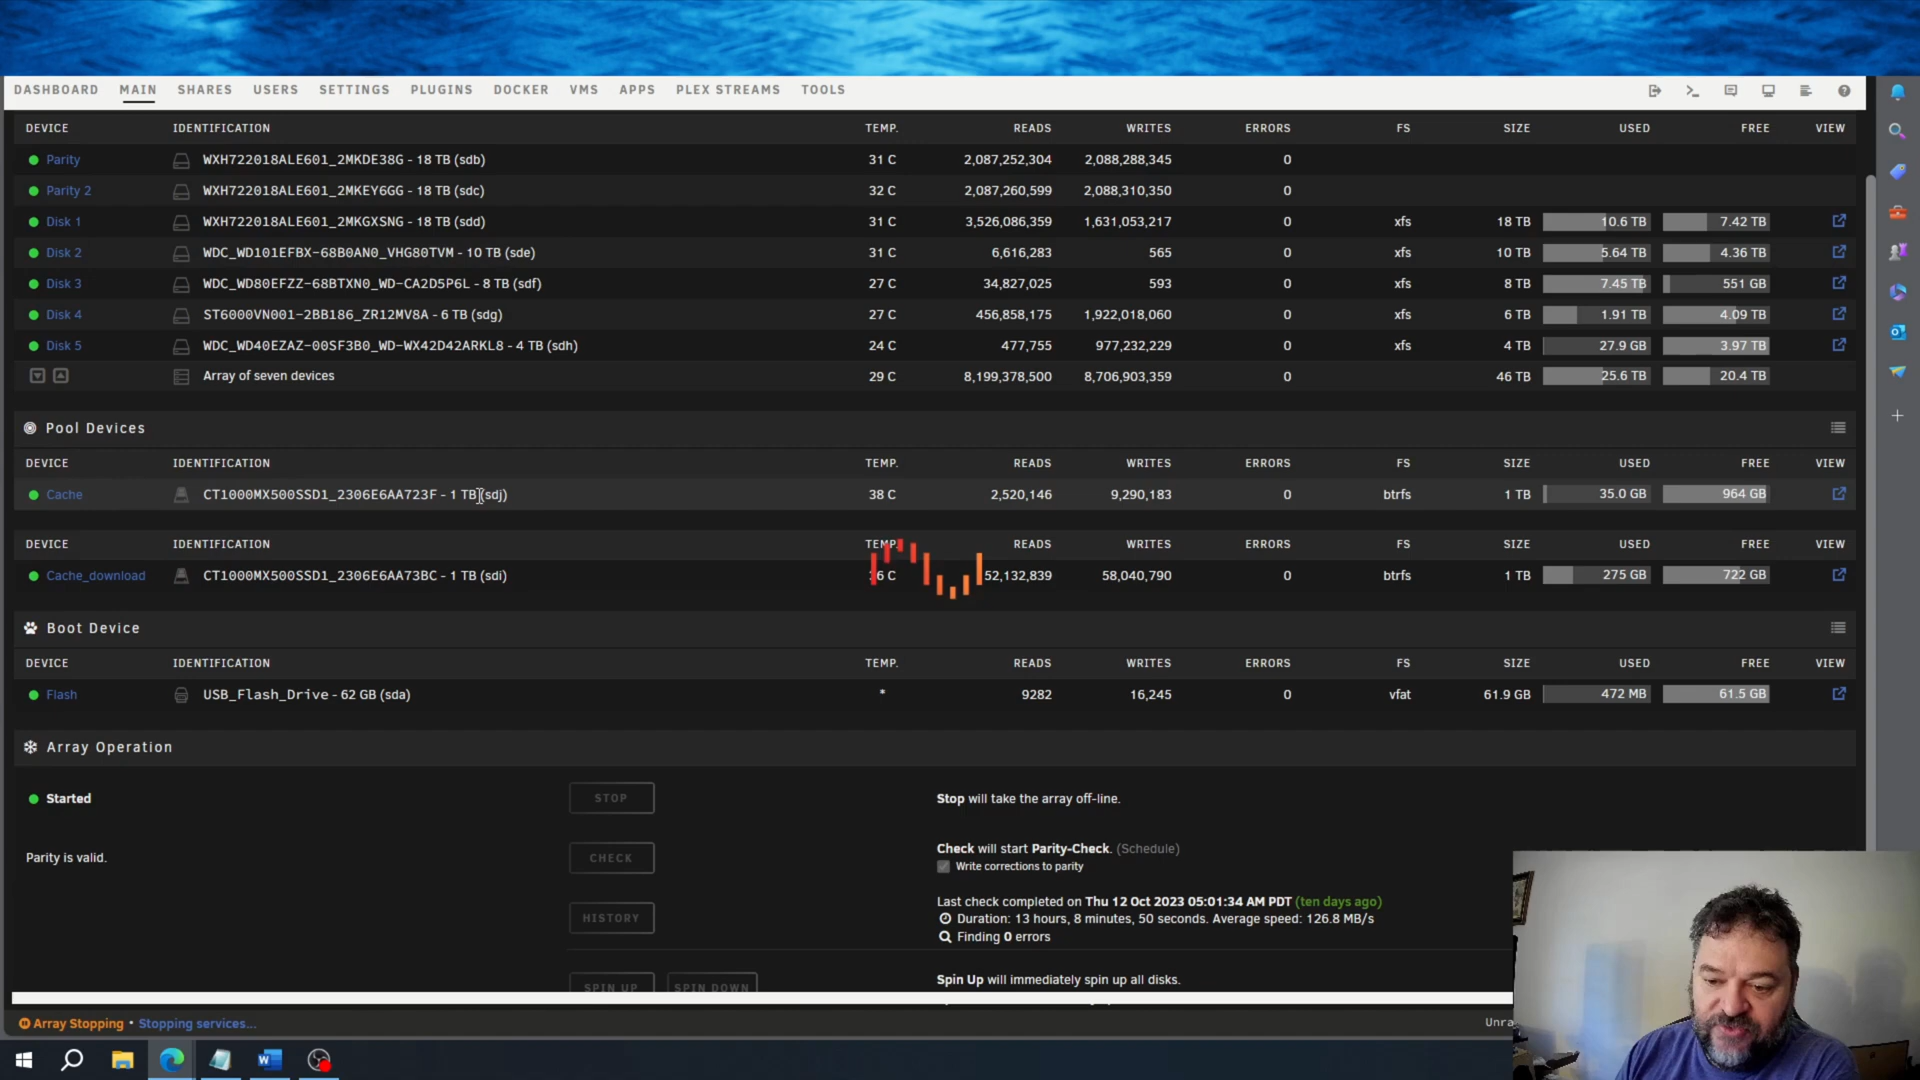 DASHBOARD MAIN SHARES USERS SETTINGS PLUGINS DOCKER VMS APPS PLEX STREAMS TOOLS
DEVICE IDENTIFICATION TEMP. READS WRITES ERRORS FS SIZE USED FREE VIEW
Parity WXH722018ALE601_2MKDE38G - 18 TB (sdb) 31 C 2,087,252,304 2,088,288,345 0
Parity 2 WXH722018ALE601_2MKEY6GG - 18 TB (sdc) 32 C 2,087,260,599 2,088,310,350 0
Disk 1 WXH722018ALE601_2MKGXSNG - 18 TB (sdd) 31 C 3,526,086,359 1,631,053,217 0 xfs 18 TB 10.6 TB 7.42 TB
Disk 2 WDC_WD101EFBX-68B0AN0_VHG80TVM - 10 TB (sde) 31 C 6,616,283 565 0 xfs 10 TB 5.64 TB 4.36 TB
Disk 3 WDC_WD80EFZZ-68BTXN0_WD-CA2D5P6L - 8 TB (sdf) 27 C 34,827,025 593 0 xfs 8 TB 7.45 TB 551 GB
Disk 4 ST6000VN001-2BB186_ZR12MV8A - 6 TB (sdg) 27 C 456,858,175 1,922,018,060 0 xfs 6 TB 1.91 TB 4.09 TB
Disk 5 WDC_WD40EZAZ-00SF3B0_WD-WX42D42ARKL8 - 4 TB (sdh) 24 C 477,755 977,232,229 0 xfs 4 TB 27.9 GB 3.97 TB
Array of seven devices 29 C 8,199,378,500 8,706,903,359 0 46 TB 25.6 TB 20.4 TB
Pool Devices
DEVICE IDENTIFICATION TEMP. READS WRITES ERRORS FS SIZE USED FREE VIEW
Cache CT1000MX500SSD1_2306E6AA723F - 1 TB (sdj) 38 C 2,520,146 9,290,183 0 btrfs 1 TB 35.0 GB 964 GB
DEVICE IDENTIFICATION TEMP. READS WRITES ERRORS FS SIZE USED FREE VIEW
Cache_download CT1000MX500SSD1_2306E6AA73BC - 1 TB (sdi) 6 C 52,132,839 58,040,790 0 btrfs 1 TB 275 GB 722 GB
Boot Device
DEVICE IDENTIFICATION TEMP. READS WRITES ERRORS FS SIZE USED FREE VIEW
Flash USB_Flash_Drive - 62 GB (sda) * 9282 16,245 0 vfat 61.9 GB 472 MB 61.5 GB
Array Operation
Started STOP Stop will take the array off-line.
Parity is valid. CHECK Check will start Parity-Check. (Schedule)
Write corrections to parity
HISTORY Last check completed on Thu 12 Oct 2023 05:01:34 AM PDT (ten days ago)
Duration: 13 hours, 8 minutes, 50 seconds. Average speed: 126.8 MB/s
Finding 0 errors
SPIN UP SPIN DOWN Spin Up will immediately spin up all disks.
Array Stopping • Stopping services... Unra